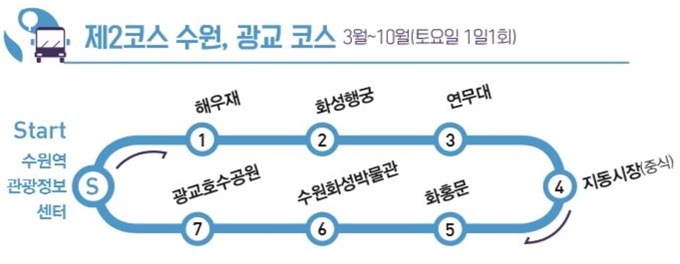 제2코스 수원, 광교 코스 3월~10월(토요일 1일1회)
Start
수원역
관광정보
센터
S
해우재
1
화성행궁
2
연무대
3
지동시장(중식)
4
화홍문
5
수원화성박물관
6
광교호수공원
7